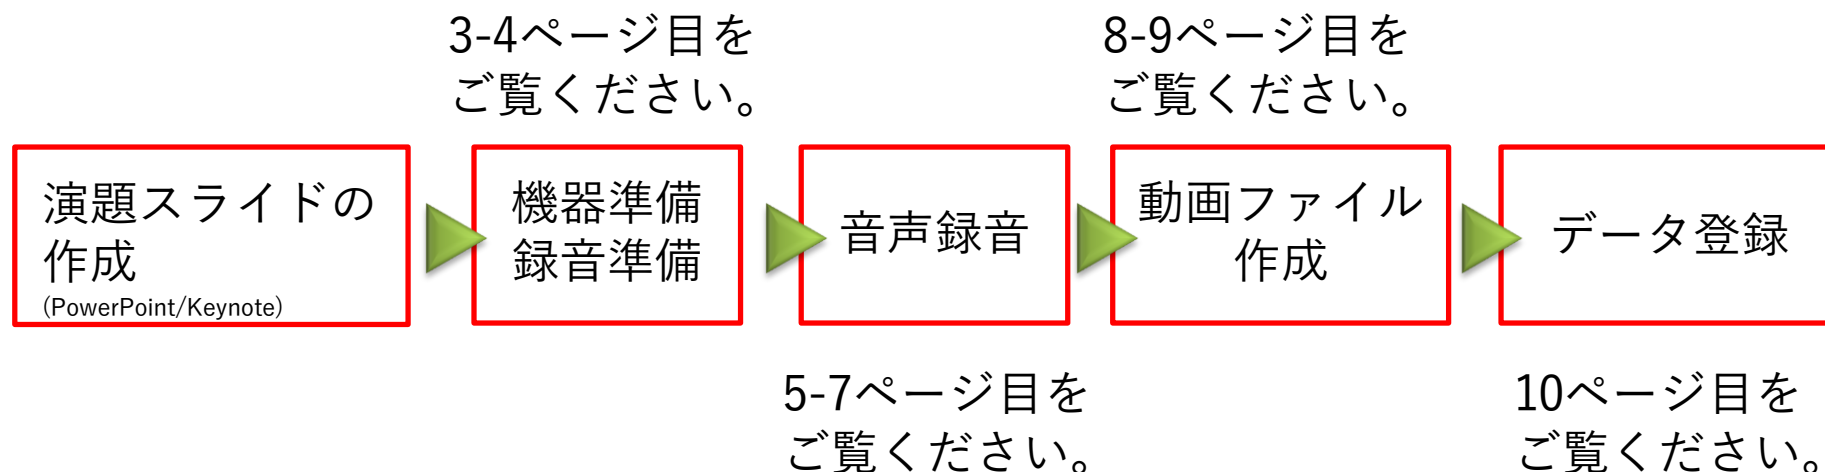 3-4ページ目を
ご覧ください。
8-9ページ目を
ご覧ください。
演題スライドの
作成
(PowerPoint/Keynote)
機器準備
録音準備
音声録音
動画ファイル
作成
データ登録
5-7ページ目を
ご覧ください。
10ページ目を
ご覧ください。